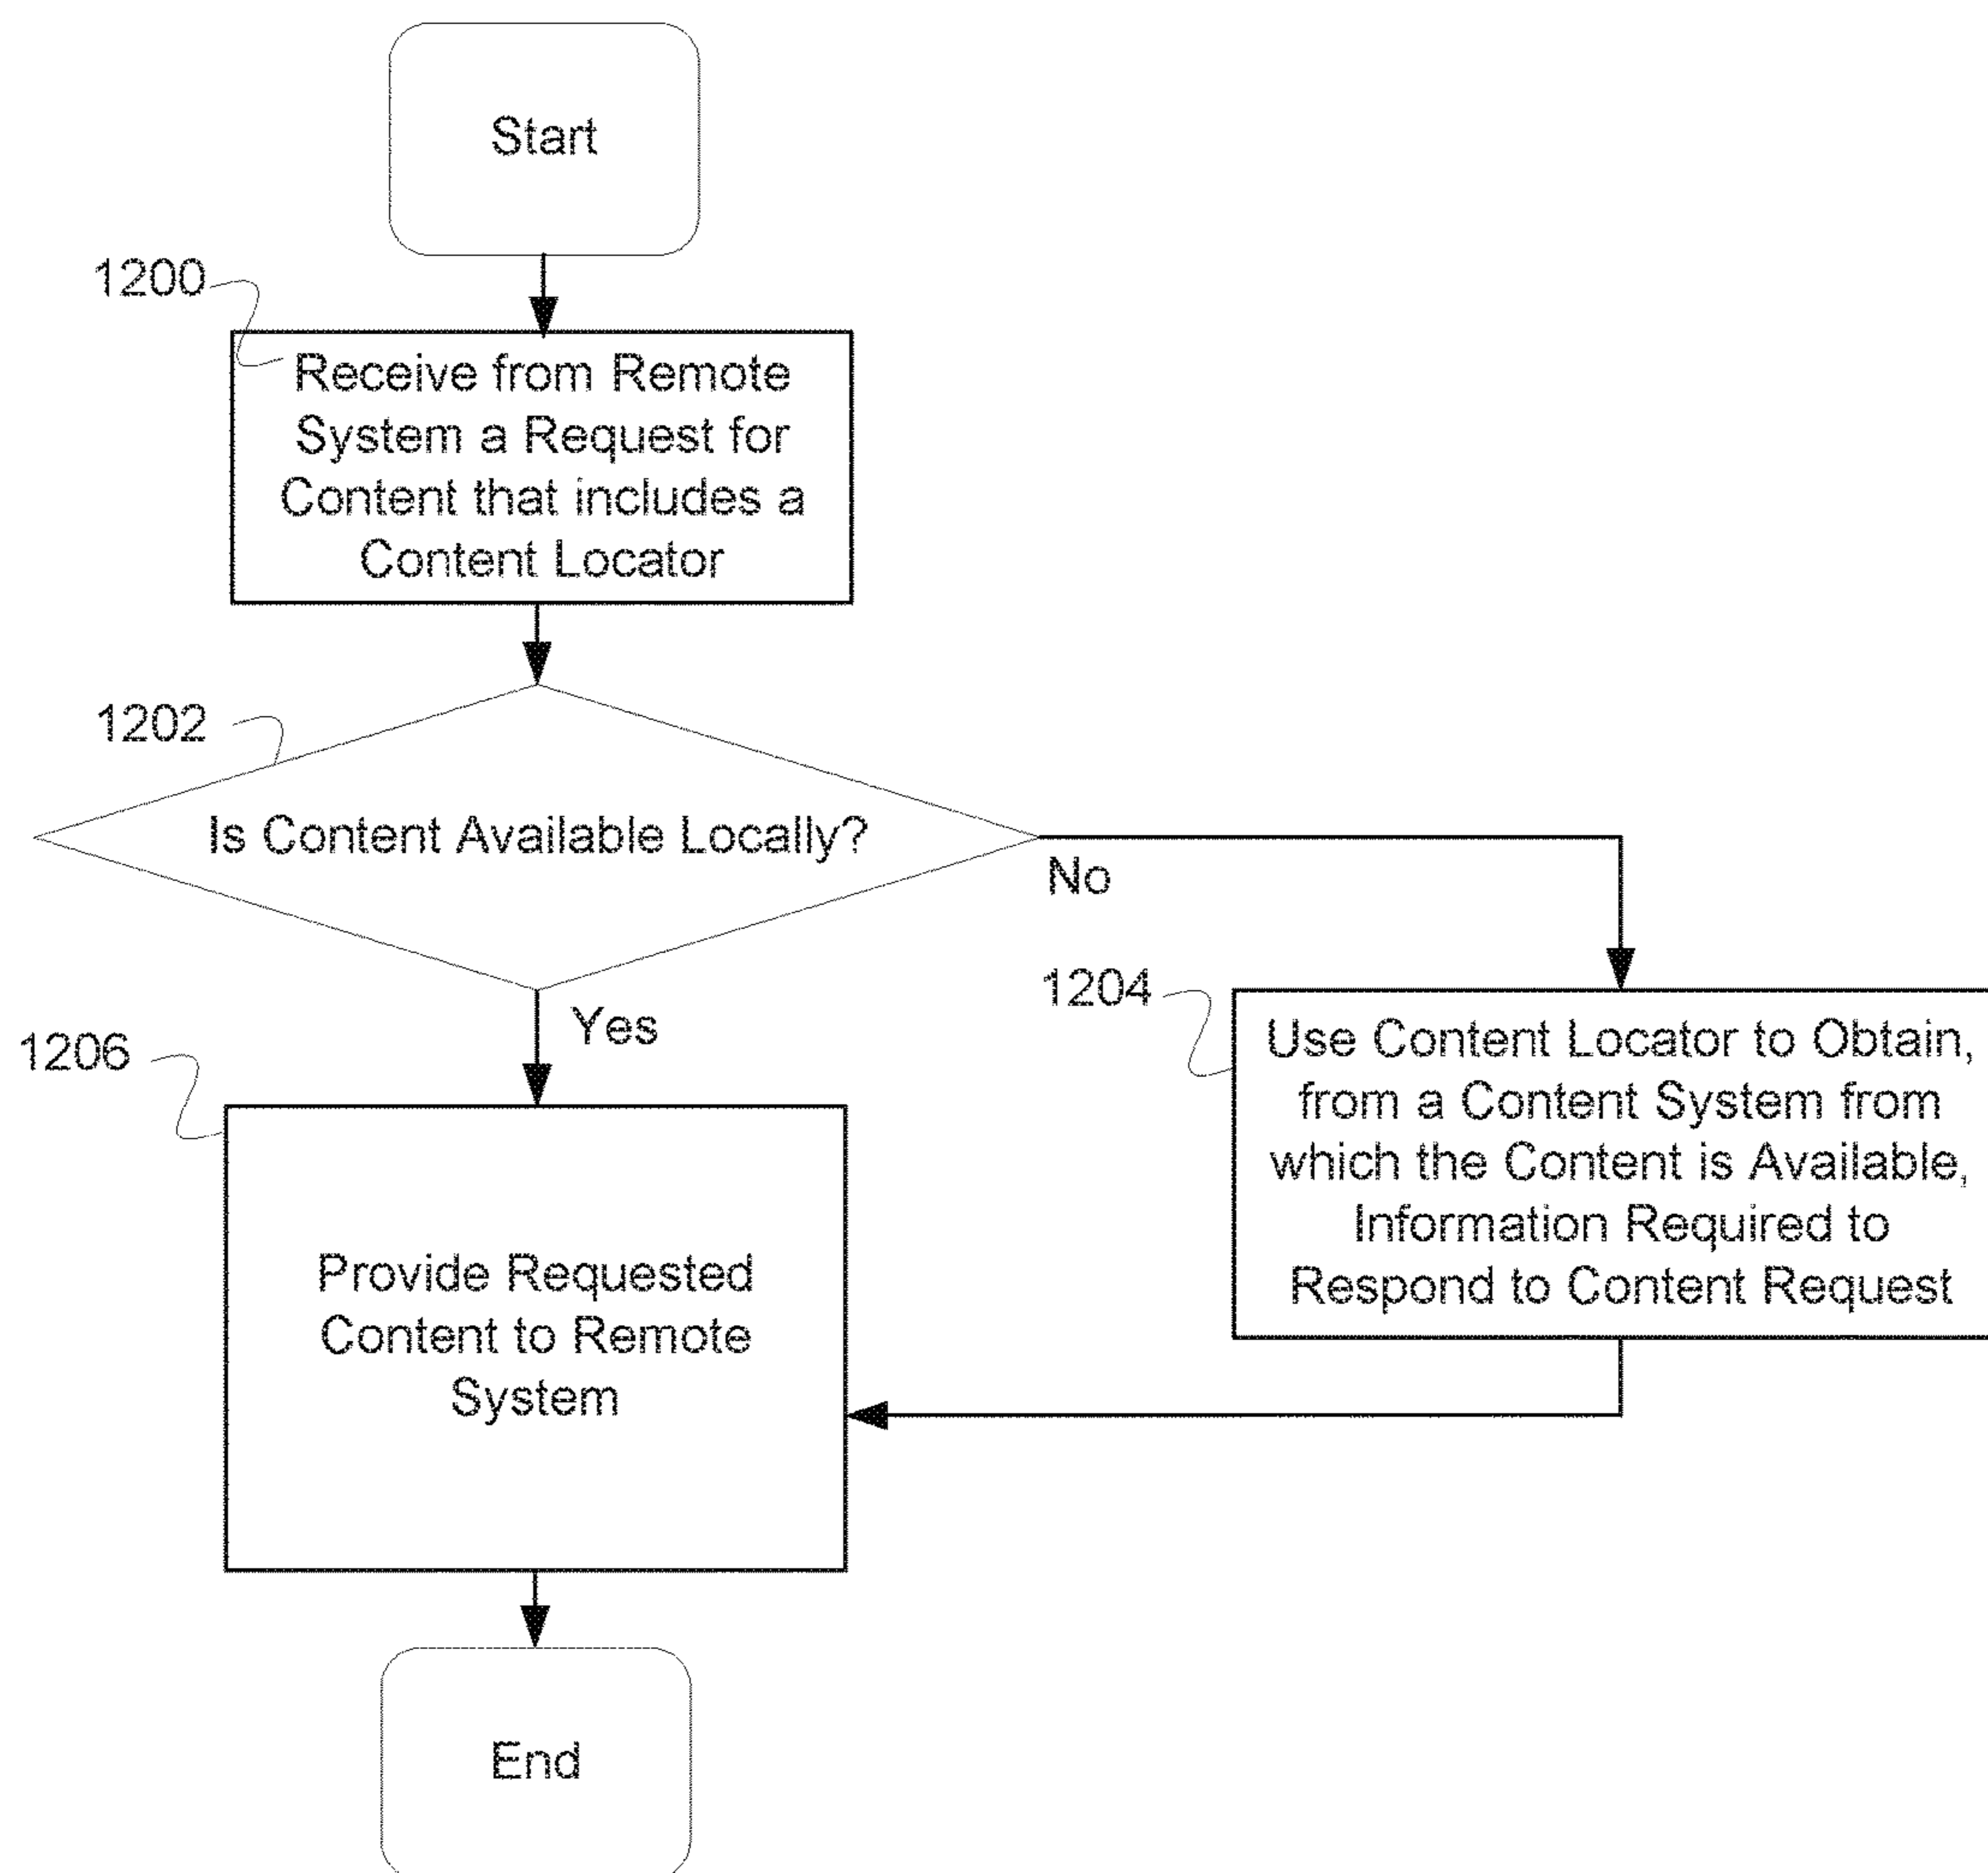 Start
1200
Receive from Remote
System a Request for
Content that includes a
Content Locator
1202
Is Content Available Locally?
No
Yes
1204
Use Content Locator to Obtain,
from a Content System from
which the Content is Available,
Information Required to
Respond to Content Request
1206
Provide Requested
Content to Remote
System
End